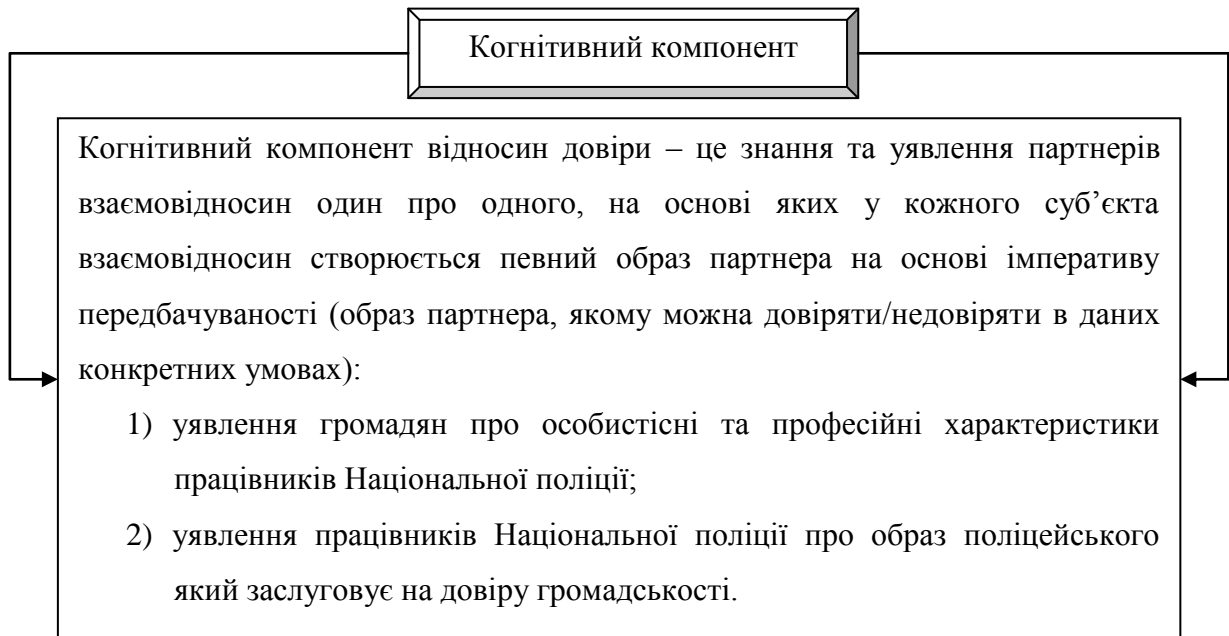 Когнітивний компонент
Когнітивний компонент відносин довіри – це знання та уявлення партнерів
взаємовідносин один про одного, на основі яких у кожного суб’єкта
взаємовідносин створюється певний образ партнера на основі імперативу
передбачуваності (образ партнера, якому можна довіряти/недовіряти в даних
конкретних умовах):
1) уявлення громадян про особистісні та професійні характеристики
працівників Національної поліції;
2) уявлення працівників Національної поліції про образ поліцейського
який заслуговує на довіру громадськості.